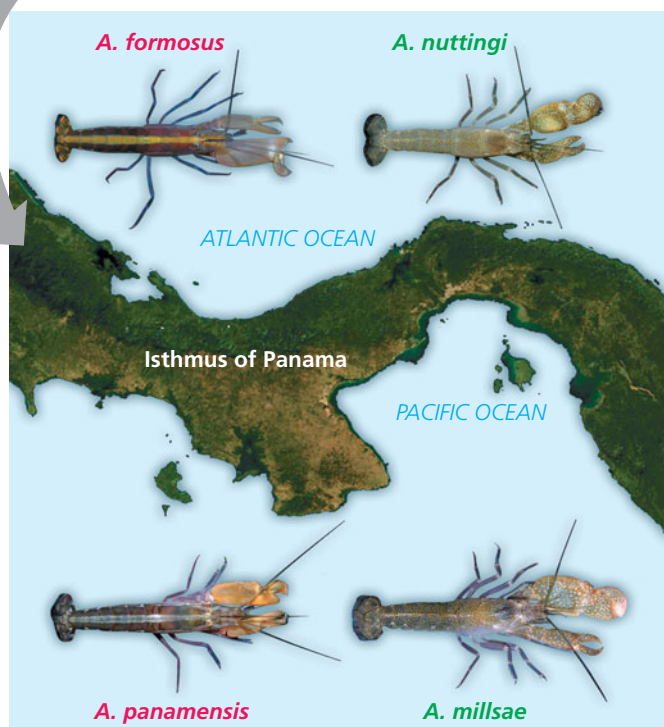 A. formosus
A. nuttingi
ATLANTIC OCEAN
Isthmus of Panama
PACIFIC OCEAN
A. panamensis
A. millsae